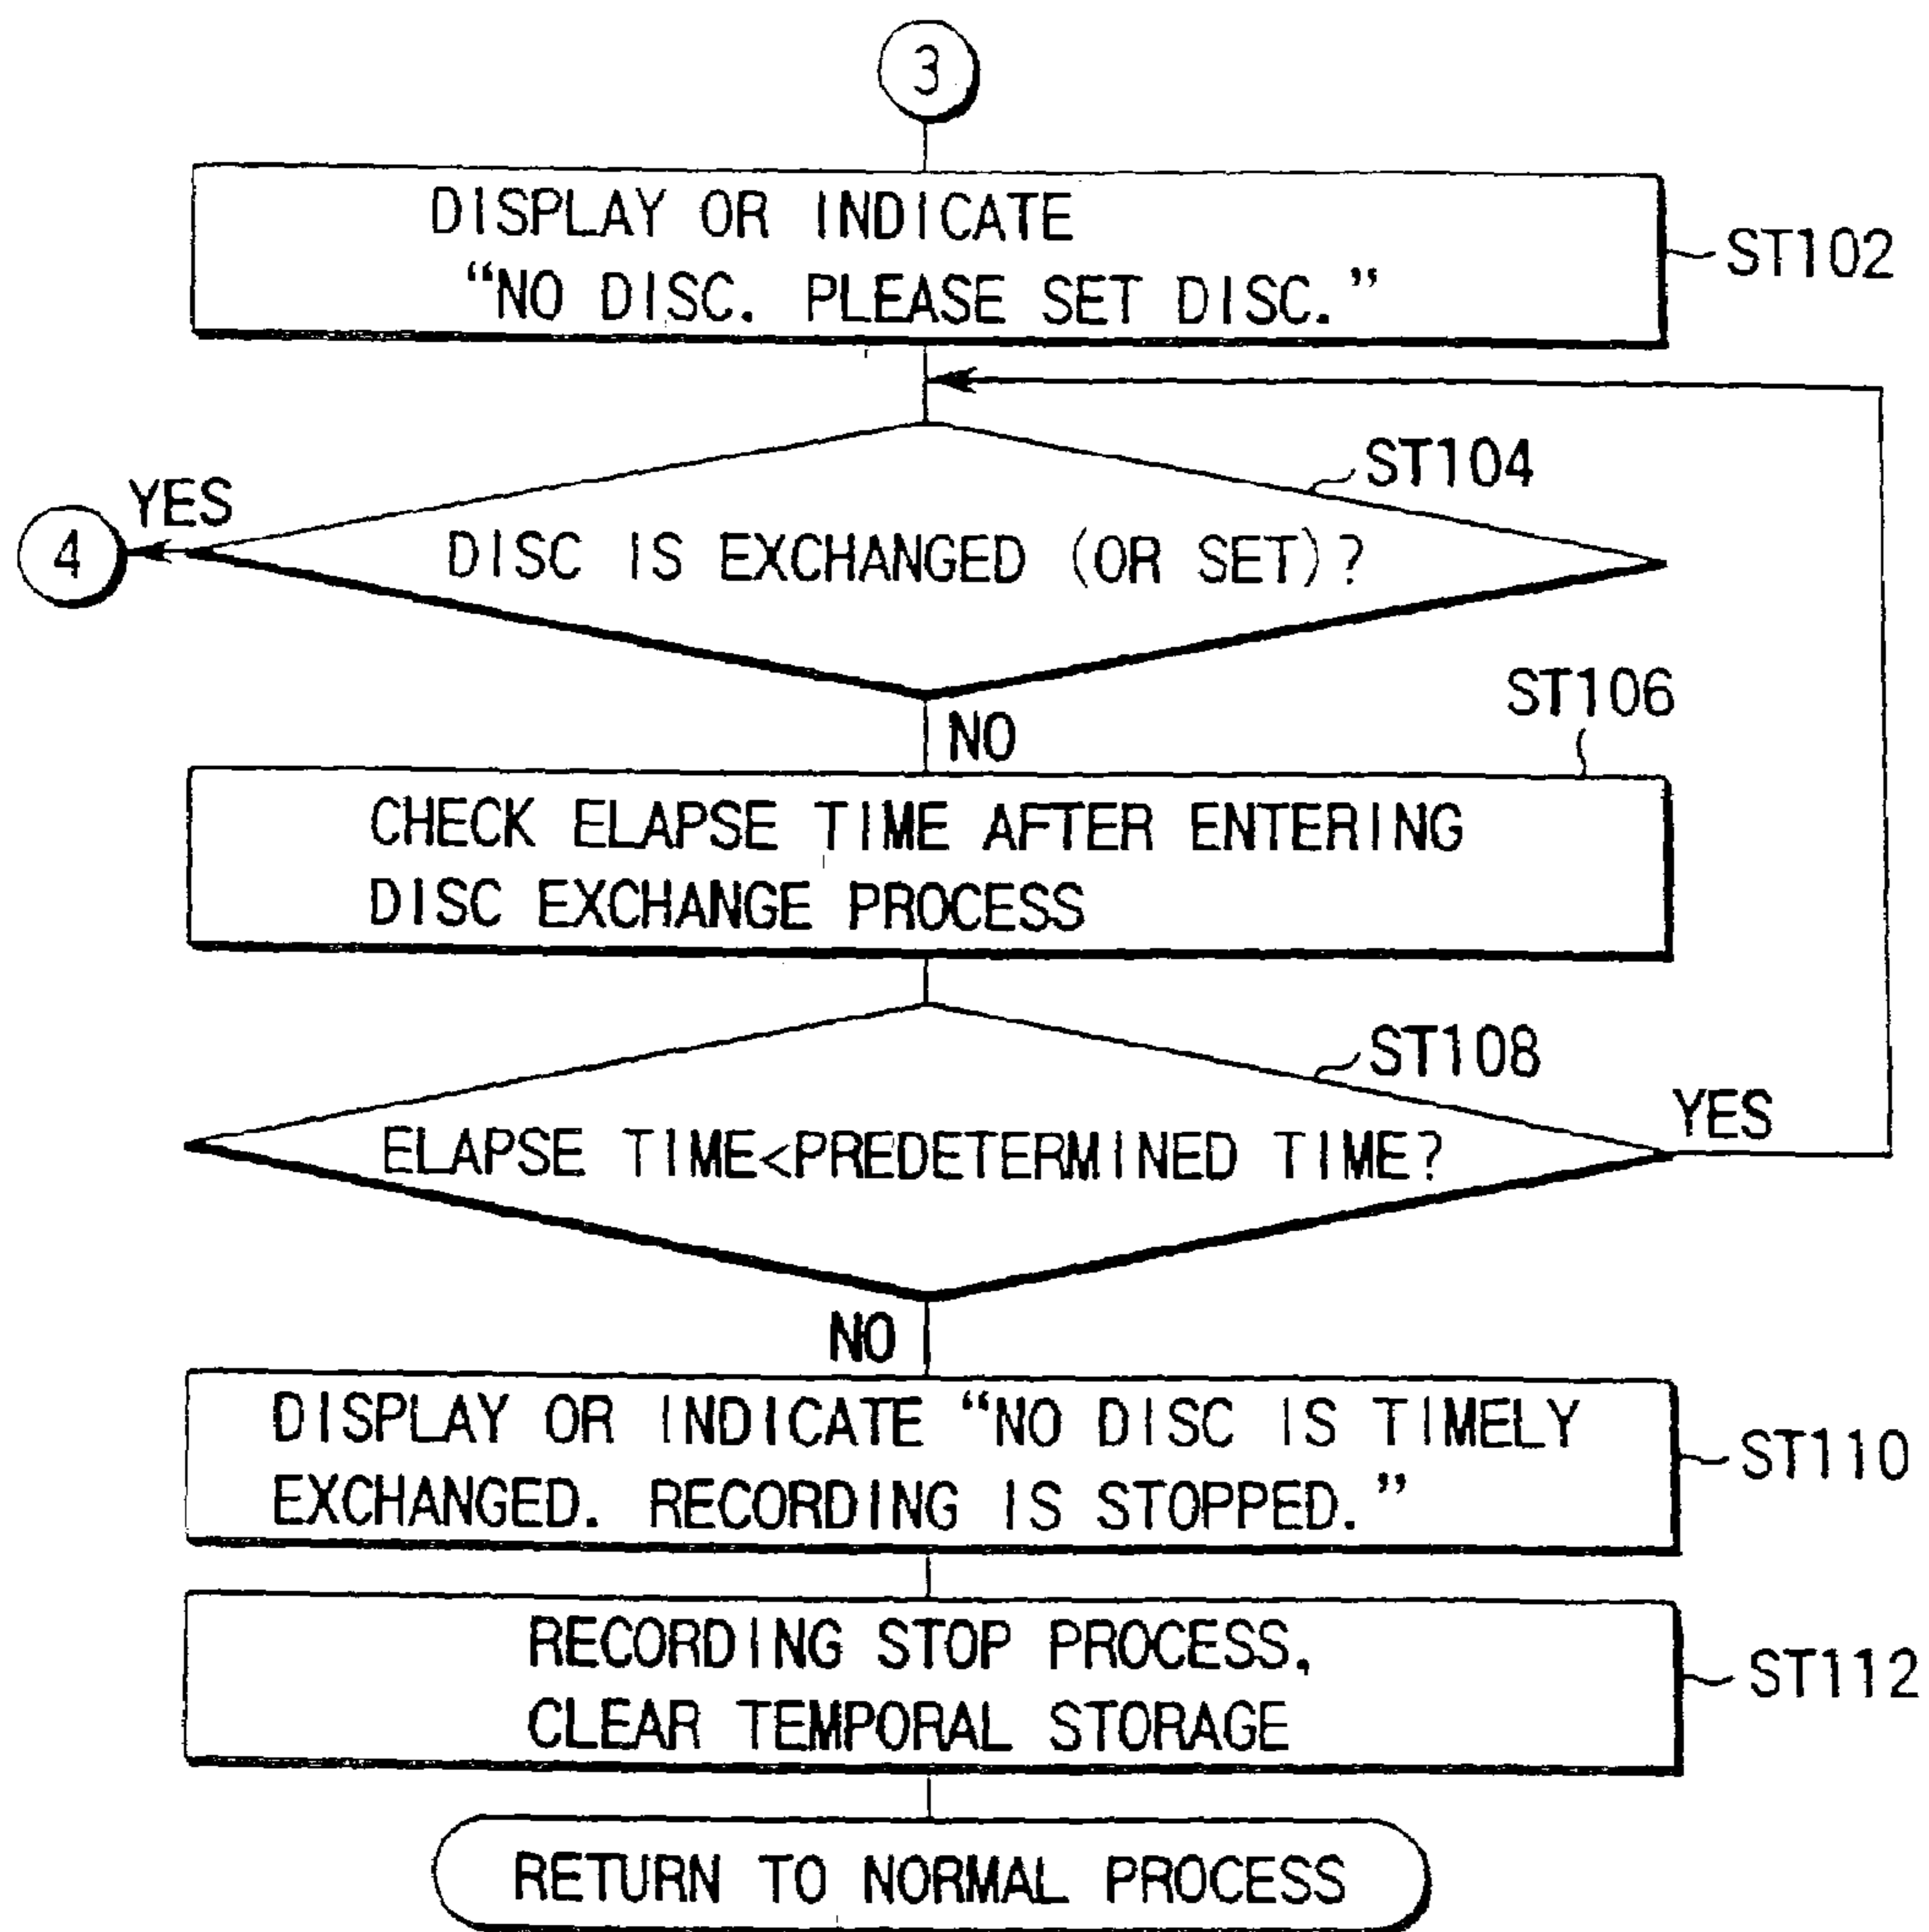 3
DISPLAY OR INDICATE
“NO DISC. PLEASE SET DISC.”
ST102
ST104
YES
4
DISC IS EXCHANGED (OR SET)?
ST106
NO
CHECK ELAPSE TIME AFTER ENTERING
DISC EXCHANGE PROCESS
ST108
YES
ELAPSE TIME<PREDETERMINED TIME?
NO
DISPLAY OR INDICATE “NO DISC IS TIMELY
EXCHANGED. RECORDING IS STOPPED.”
ST110
RECORDING STOP PROCESS,
CLEAR TEMPORAL STORAGE
ST112
RETURN TO NORMAL PROCESS